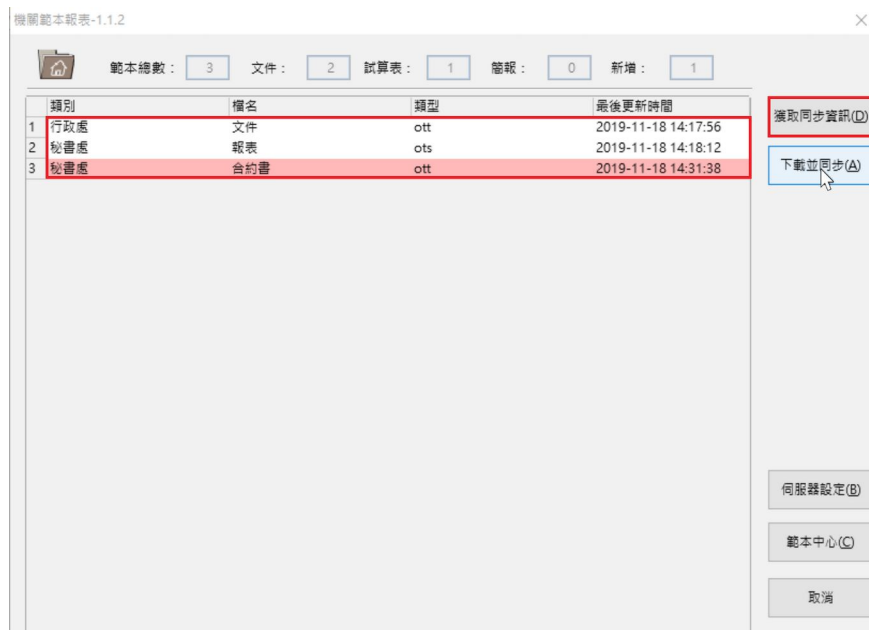 機關範本報表-1.1.2
範本總數： 3 文件： 2 試算表： 1 簡報： 0 新增： 1
類別 檔名 類型 最後更新時間
1 行政處 文件 ott 2019-11-18 14:17:56
2 秘書處 報表 ots 2019-11-18 14:18:12
3 秘書處 合約書 ott 2019-11-18 14:31:38
獲取同步資訊(D)
下載並同步(A)
伺服器設定(B)
範本中心(C)
取消